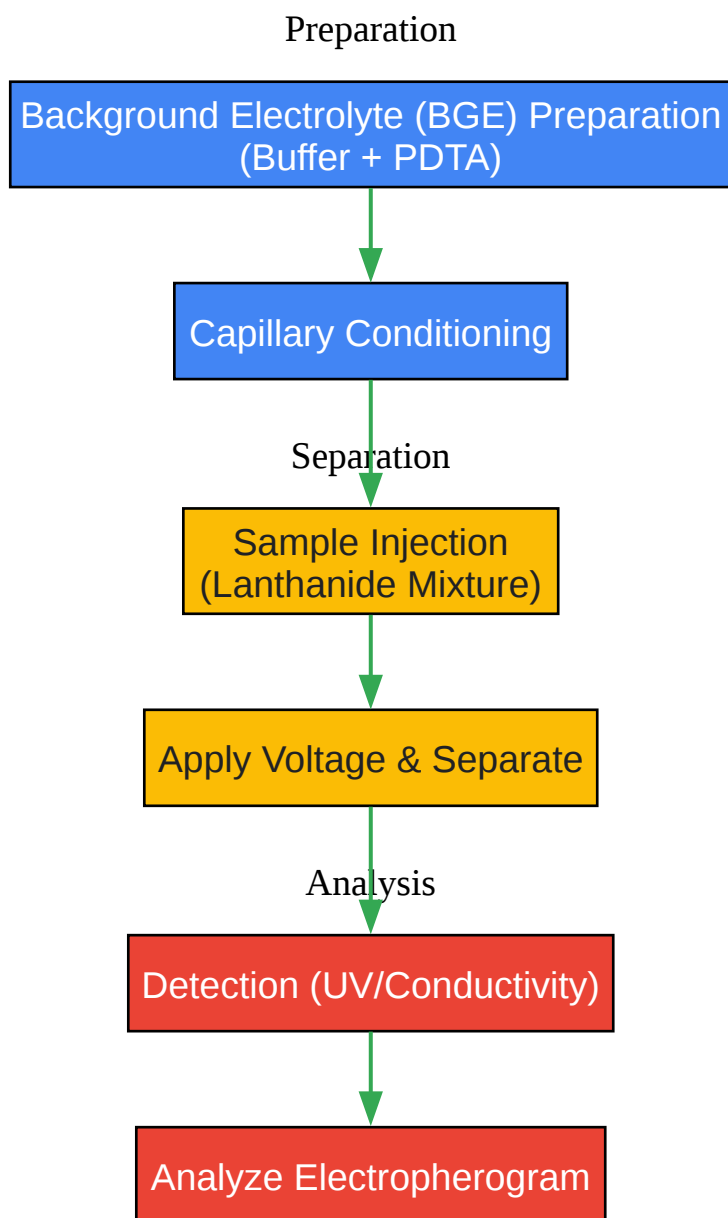 Preparation
Background Electrolyte (BGE) Preparation
(Buffer + PDTA)
Capillary Conditioning
Separation
Sample Injection
(Lanthanide Mixture)
Apply Voltage & Separate
Analysis
Detection (UV/Conductivity)
Analyze Electropherogram